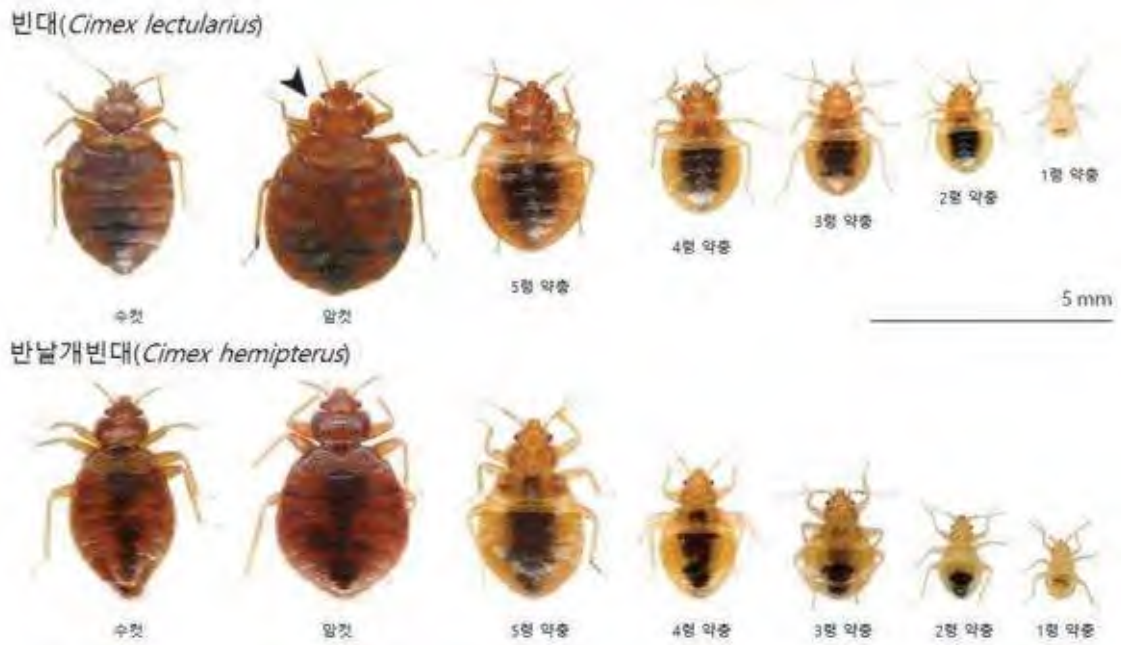 빈대(Cimex lectularius)
수컷
암컷
5령 약충
4령 약충
3령 약충
2령 약충
1령 약충
5 mm
반날개빈대(Cimex hemipterus)
수컷
암컷
5령 약충
4령 약충
3령 약충
2령 약충
1령 약충